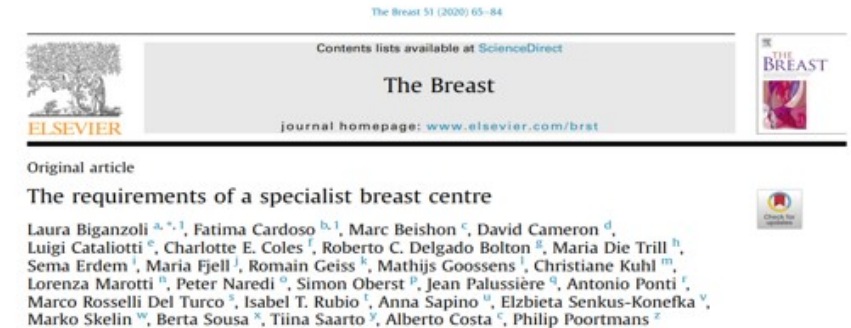 The Breast 51 (2020) 65–84
Contents lists available at ScienceDirect
The Breast
journal homepage: www.elsevier.com/brst
ELSEVIER
THE
BREAST
Original article
The requirements of a specialist breast centre
Check for
updates
Laura Biganzoli a, *, 1, Fatima Cardoso b, 1, Marc Beishon c, David Cameron d,
Luigi Cataliotti e, Charlotte E. Coles f, Roberto C. Delgado Bolton g, Maria Die Trill h,
Sema Erdem i, Maria Fjell j, Romain Geiss k, Mathijs Goossens l, Christiane Kuhl m,
Lorenza Marotti n, Peter Naredi o, Simon Oberst p, Jean Palussière q, Antonio Ponti r,
Marco Rosselli Del Turco s, Isabel T. Rubio t, Anna Sapino u, Elzbieta Senkus-Konefka v,
Marko Skelin w, Berta Sousa x, Tiina Saarto y, Alberto Costa c, Philip Poortmans z